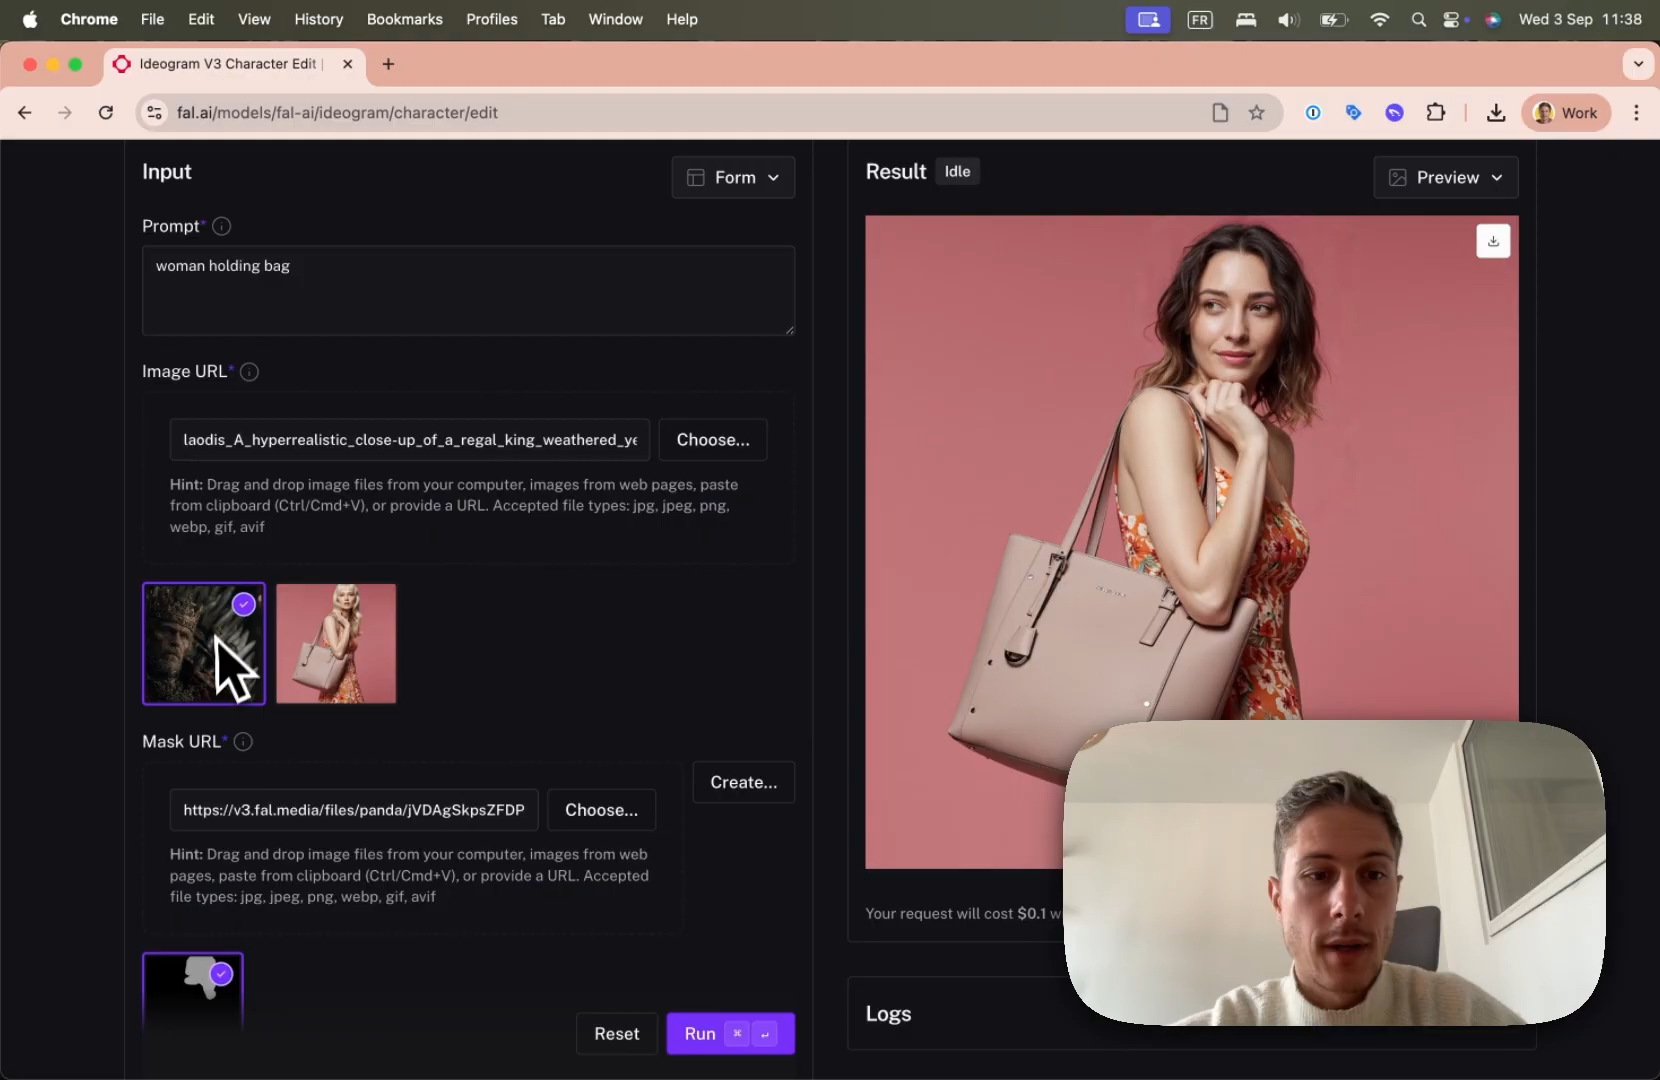 Chrome File Edit View History Bookmarks Profiles Tab Window Help FR Wed 3 Sep 11:38
Ideogram V3 Character Edit |
fal.ai/models/fal-ai/ideogram/character/edit Work
Input Form
Result Idle Preview
Prompt*
woman holding bag
Image URL*
laodis_A_hyperrealistic_close-up_of_a_regal_king_weathered_ye Choose...
Hint: Drag and drop image files from your computer, images from web pages, paste
from clipboard (Ctrl/Cmd+V), or provide a URL. Accepted file types: jpg, jpeg, png,
webp, gif, avif
Mask URL*
Create...
https://v3.fal.media/files/panda/jVDAgSkpsZFDP Choose...
Hint: Drag and drop image files from your computer, images from web
pages, paste from clipboard (Ctrl/Cmd+V), or provide a URL. Accepted
file types: jpg, jpeg, png, webp, gif, avif
Reset Run ⌘ ↵
Your request will cost $0.1 w
Logs